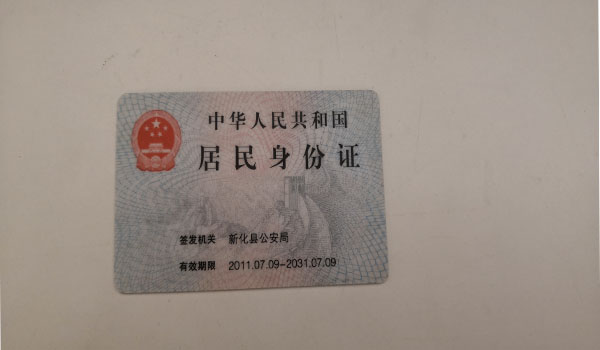 中华人民共和国
居民身份证
签发机关 新化县公安局
有效期限 2011.07.09-2031.07.09